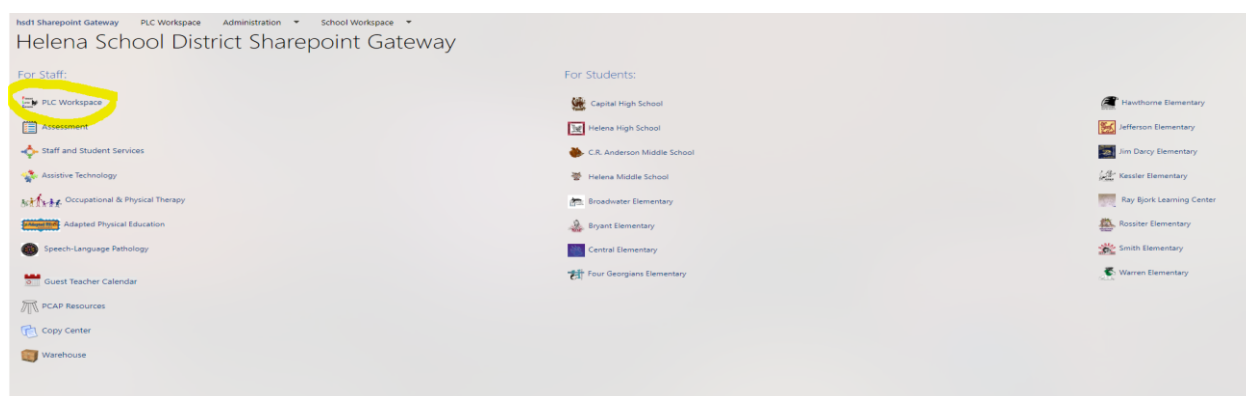 hsd1 Sharepoint Gateway PLC Workspace Administration School Workspace
Helena School District Sharepoint Gateway
For Staff:
PLC Workspace
Assessment
Staff and Student Services
Assistive Technology
Occupational & Physical Therapy
Adapted Physical Education
Speech-Language Pathology
Guest Teacher Calendar
PCAP Resources
Copy Center
Warehouse
For Students:
Capital High School
Helena High School
C.R. Anderson Middle School
Helena Middle School
Broadwater Elementary
Bryant Elementary
Central Elementary
Four Georgians Elementary
Hawthorne Elementary
Jefferson Elementary
Jim Darcy Elementary
Kessler Elementary
Ray Bjork Learning Center
Rossiter Elementary
Smith Elementary
Warren Elementary